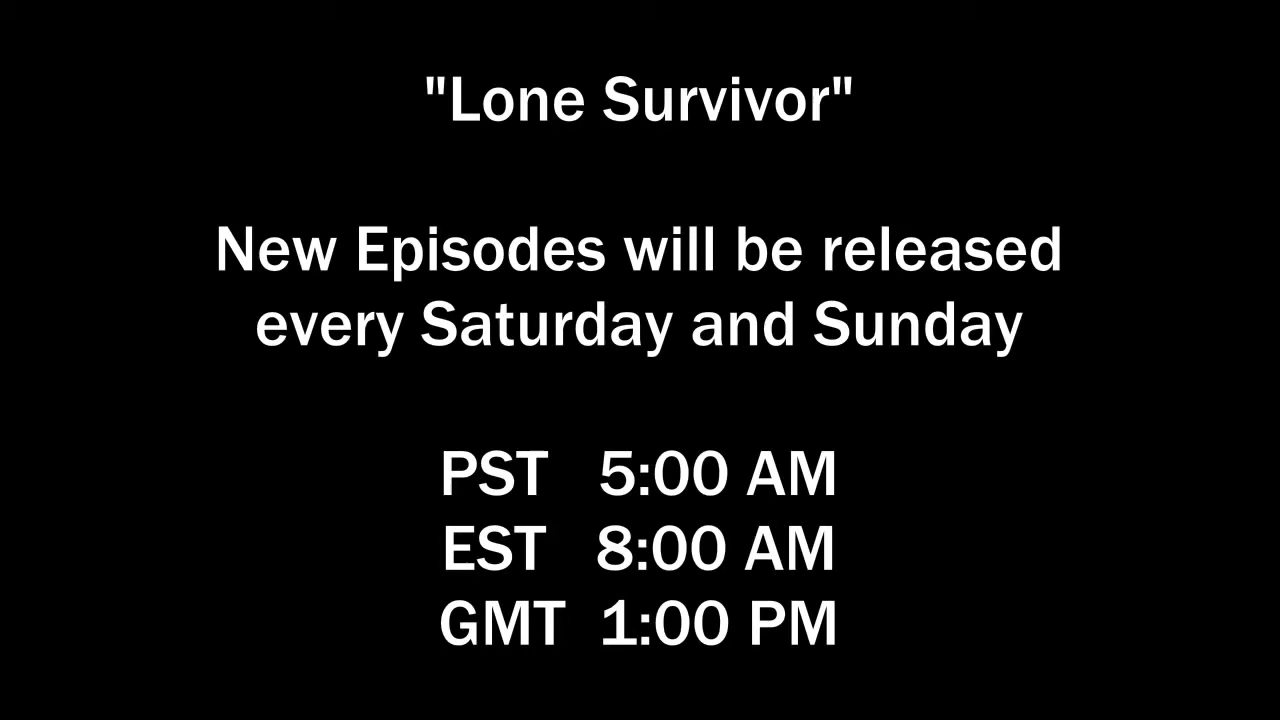 "Lone Survivor"
New Episodes will be released
every Saturday and Sunday
PST 5:00 AM
EST 8:00 AM
GMT 1:00 PM